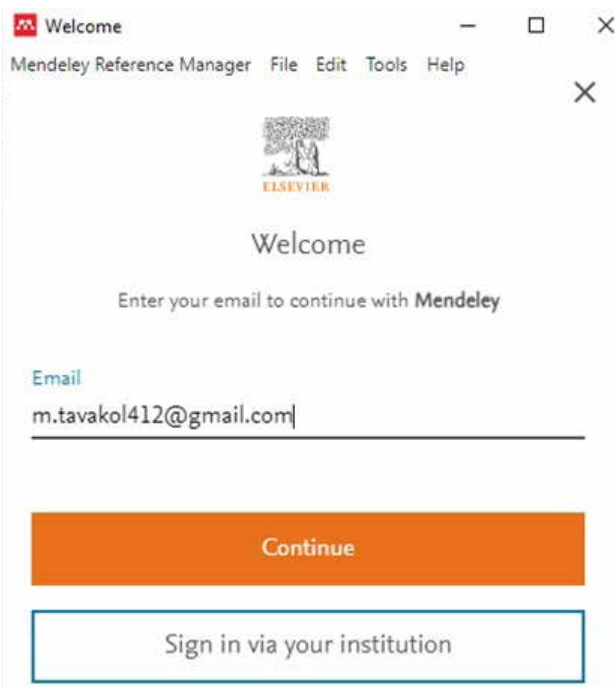 Welcome
Mendeley Reference Manager File Edit Tools Help
ELSEVIER
Welcome
Enter your email to continue with Mendeley
Email
m.tavakol412@gmail.com
Continue
Sign in via your institution